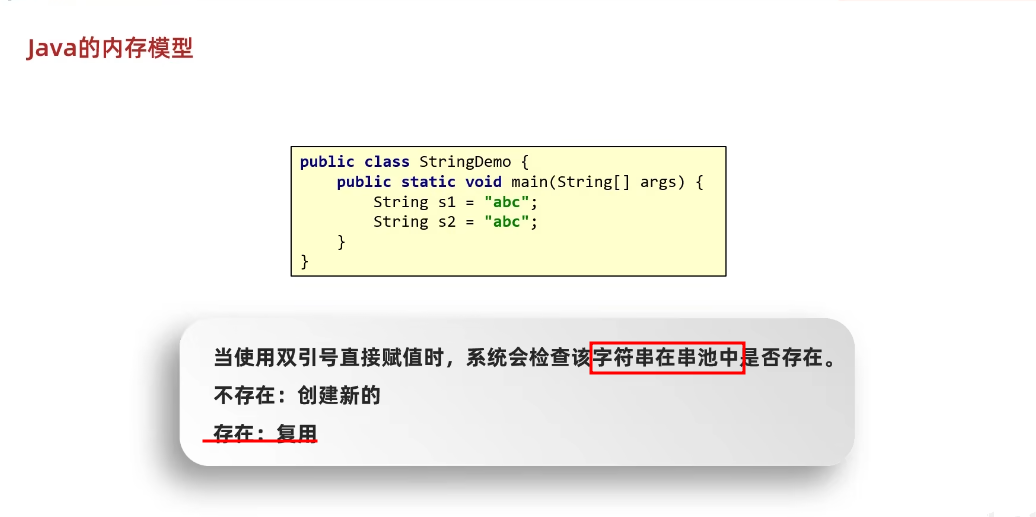 Java的内存模型
public class StringDemo {
    public static void main(String[] args) {
        String s1 = "abc";
        String s2 = "abc";
    }
}
当使用双引号直接赋值时，系统会检查该字符串在串池中是否存在。
不存在：创建新的
存在：复用